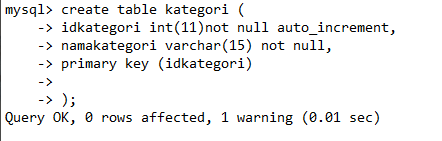 mysql> create table kategori (
    -> idkategori int(11)not null auto_increment,
    -> namakategori varchar(15) not null,
    -> primary key (idkategori)
    ->
    -> );
Query OK, 0 rows affected, 1 warning (0.01 sec)